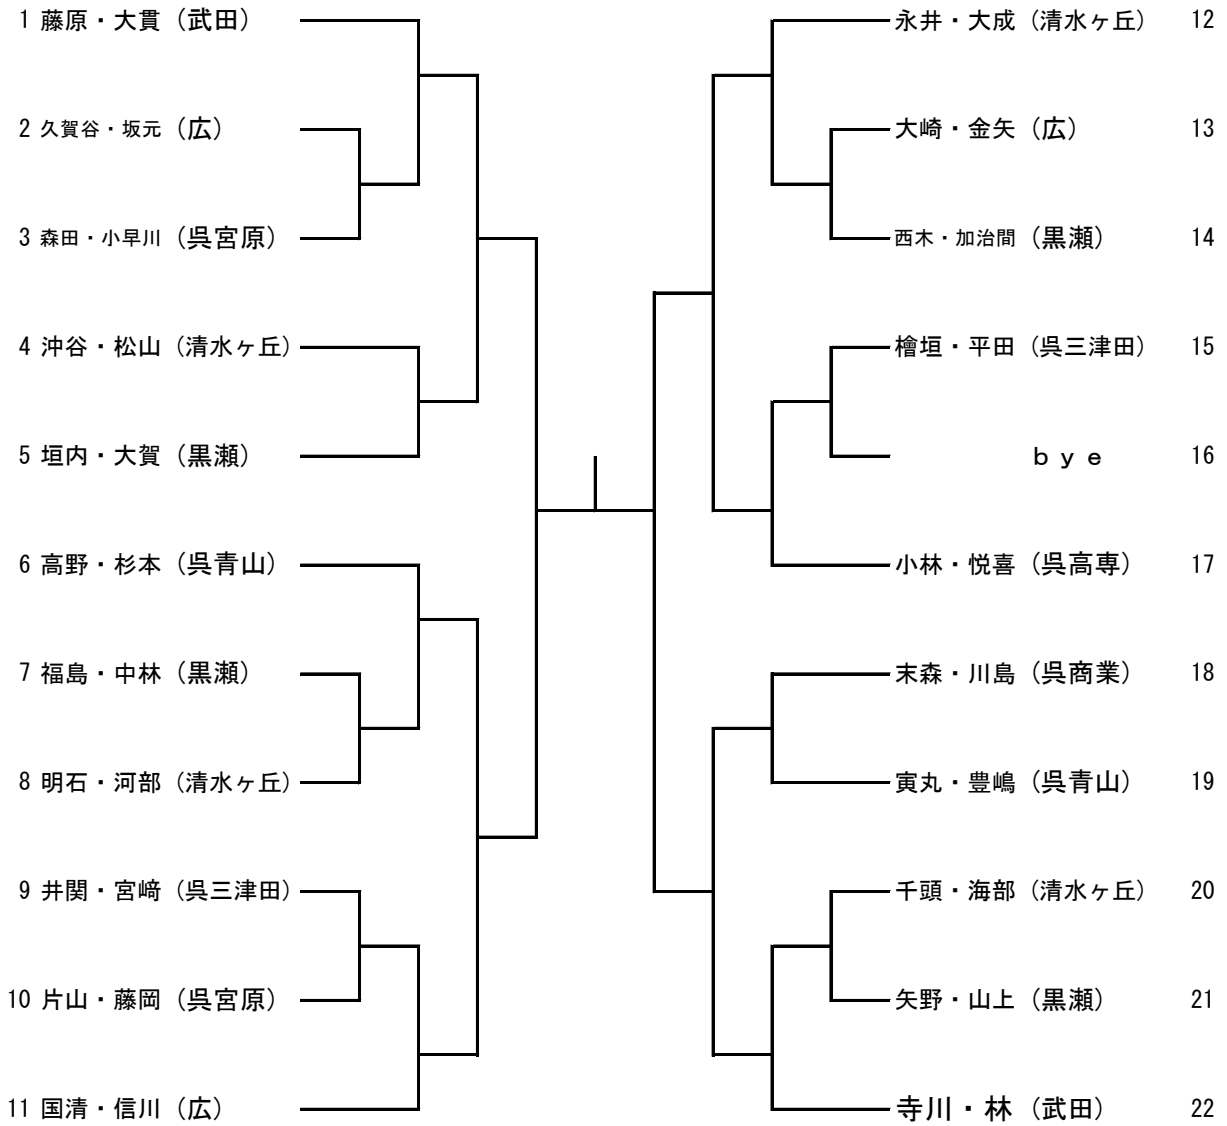 1 藤原・大貫（武田）
2 久賀谷・坂元（広）
3 森田・小早川（呉宮原）
4 沖谷・松山（清水ヶ丘）
5 垣内・大賀（黒瀬）
6 高野・杉本（呉青山）
7 福島・中林（黒瀬）
8 明石・河部（清水ヶ丘）
9 井関・宮﨑（呉三津田）
10 片山・藤岡（呉宮原）
11 国清・信川（広）
永井・大成（清水ヶ丘） 12
大崎・金矢（広） 13
西木・加治間（黒瀬） 14
檜垣・平田（呉三津田） 15
ｂｙｅ 16
小林・悦喜（呉高専） 17
末森・川島（呉商業） 18
寅丸・豊嶋（呉青山） 19
千頭・海部（清水ヶ丘） 20
矢野・山上（黒瀬） 21
寺川・林（武田） 22